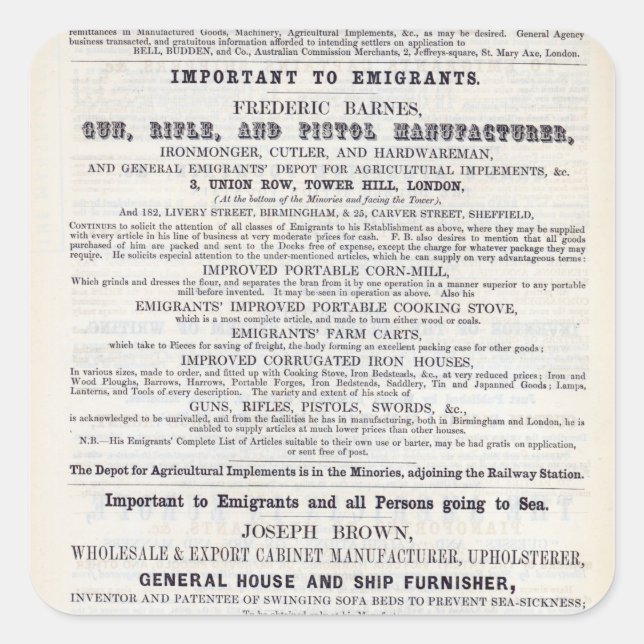 remittances in Manufactured Goods, Machinery, Agricultural Implements, &c., as may be desired. General Agency
business transacted, and gratuitous information afforded to intending settlers on application to
BELL, BUDDEN, and Co., Australian Commission Merchants, 2, Jeffreys-square, St. Mary Axe, London.
IMPORTANT TO EMIGRANTS.
FREDERIC BARNES,
GUN, RIFLE, AND PISTOL MANUFACTURER,
IRONMONGER, CUTLER, AND HARDWAREMAN,
AND GENERAL EMIGRANTS' DEPOT FOR AGRICULTURAL IMPLEMENTS, &c.
3, UNION ROW, TOWER HILL, LONDON,
(At the bottom of the Minories and facing the Tower),
And 182, LIVERY STREET, BIRMINGHAM, & 25, CARVER STREET, SHEFFIELD,
CONTINUES to solicit the attention of all classes of Emigrants to his Establishment as above, where they may be supplied
with every article in his line of business at very moderate prices for cash. F. B. also desires to mention that all goods
purchased of him are packed and sent to the Docks free of expense, except the charge for whatever package they may
require. He solicits especial attention to the under-mentioned articles, which he can supply on very advantageous terms:
IMPROVED PORTABLE CORN-MILL,
Which grinds and dresses the flour, and separates the bran from it by one operation in a manner superior to any portable
mill before invented. It may be seen in operation as above. Also his
EMIGRANTS' IMPROVED PORTABLE COOKING STOVE,
which is a most complete article, and made to burn either wood or coals.
EMIGRANTS' FARM CARTS,
which take to Pieces for saving of freight, the body forming an excellent packing case for other goods;
IMPROVED CORRUGATED IRON HOUSES,
In various sizes, made to order, and fitted up with Cooking Stove, Iron Bedsteads, &c., at very reduced prices; Iron and
Wood Ploughs, Barrows, Harrows, Portable Forges, Iron Bedsteads, Saddlery, Tin and Japanned Goods; Lamps,
Lanterns, and Tools of every description. The variety and extent of his stock of
GUNS, RIFLES, PISTOLS, SWORDS, &c.,
is acknowledged to be unrivalled, and from the facilities he has in manufacturing, both in Birmingham and London, he is
enabled to supply articles at much lower prices than other houses.
N.B.—His Emigrants' Complete List of Articles suitable to their own use or barter, may be had gratis on application,
or sent free of post.
The Depot for Agricultural Implements is in the Minories, adjoining the Railway Station.
Important to Emigrants and all Persons going to Sea.
JOSEPH BROWN,
WHOLESALE & EXPORT CABINET MANUFACTURER, UPHOLSTERER,
GENERAL HOUSE AND SHIP FURNISHER,
INVENTOR AND PATENTEE OF SWINGING SOFA BEDS TO PREVENT SEA-SICKNESS;